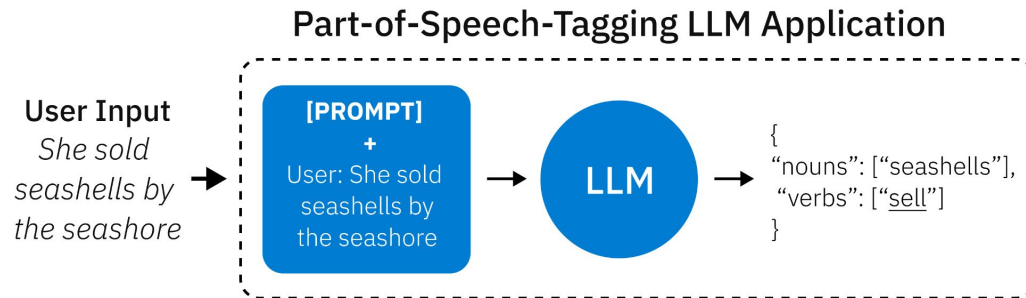 Part-of-Speech-Tagging LLM Application
User Input
She sold
seashells by
the seashore
[PROMPT]
+
User: She sold
seashells by
the seashore
LLM
{
“nouns”: [“seashells”],
“verbs”: [“sell”]
}